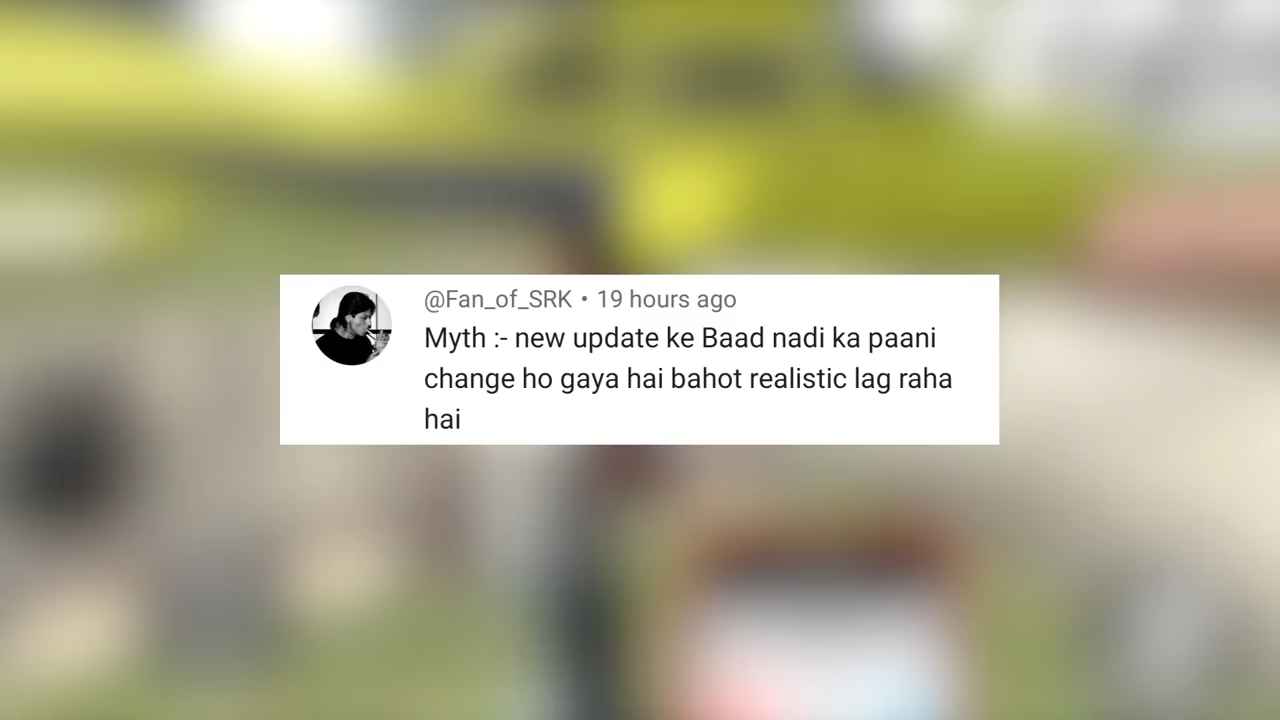 @Fan_of_SRK • 19 hours ago
Myth :- new update ke Baad nadi ka paani
change ho gaya hai bahot realistic lag raha
hai